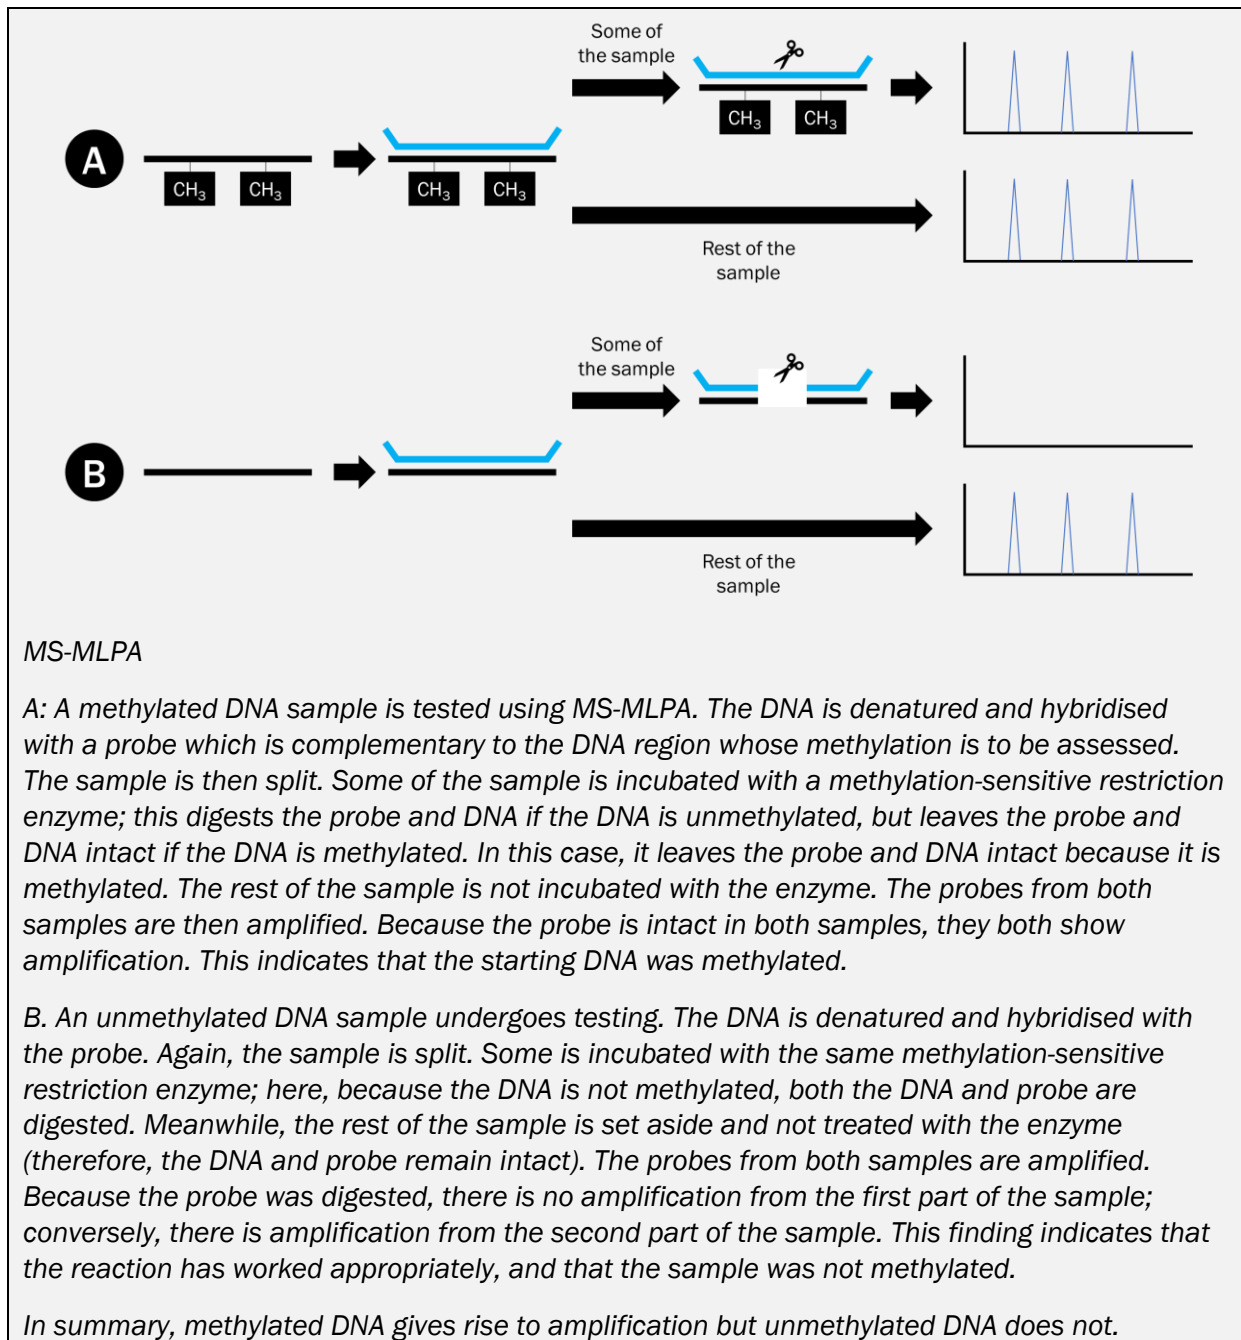 Some of
the sample
CH₃ CH₃
A
CH₃ CH₃
CH₃ CH₃
Rest of the
sample
Some of
the sample
B
Rest of the
sample
MS-MLPA
A: A methylated DNA sample is tested using MS-MLPA. The DNA is denatured and hybridised
with a probe which is complementary to the DNA region whose methylation is to be assessed.
The sample is then split. Some of the sample is incubated with a methylation-sensitive restriction
enzyme; this digests the probe and DNA if the DNA is unmethylated, but leaves the probe and
DNA intact if the DNA is methylated. In this case, it leaves the probe and DNA intact because it is
methylated. The rest of the sample is not incubated with the enzyme. The probes from both
samples are then amplified. Because the probe is intact in both samples, they both show
amplification. This indicates that the starting DNA was methylated.
B. An unmethylated DNA sample undergoes testing. The DNA is denatured and hybridised with
the probe. Again, the sample is split. Some is incubated with the same methylation-sensitive
restriction enzyme; here, because the DNA is not methylated, both the DNA and probe are
digested. Meanwhile, the rest of the sample is set aside and not treated with the enzyme
(therefore, the DNA and probe remain intact). The probes from both samples are amplified.
Because the probe was digested, there is no amplification from the first part of the sample;
conversely, there is amplification from the second part of the sample. This finding indicates that
the reaction has worked appropriately, and that the sample was not methylated.
In summary, methylated DNA gives rise to amplification but unmethylated DNA does not.